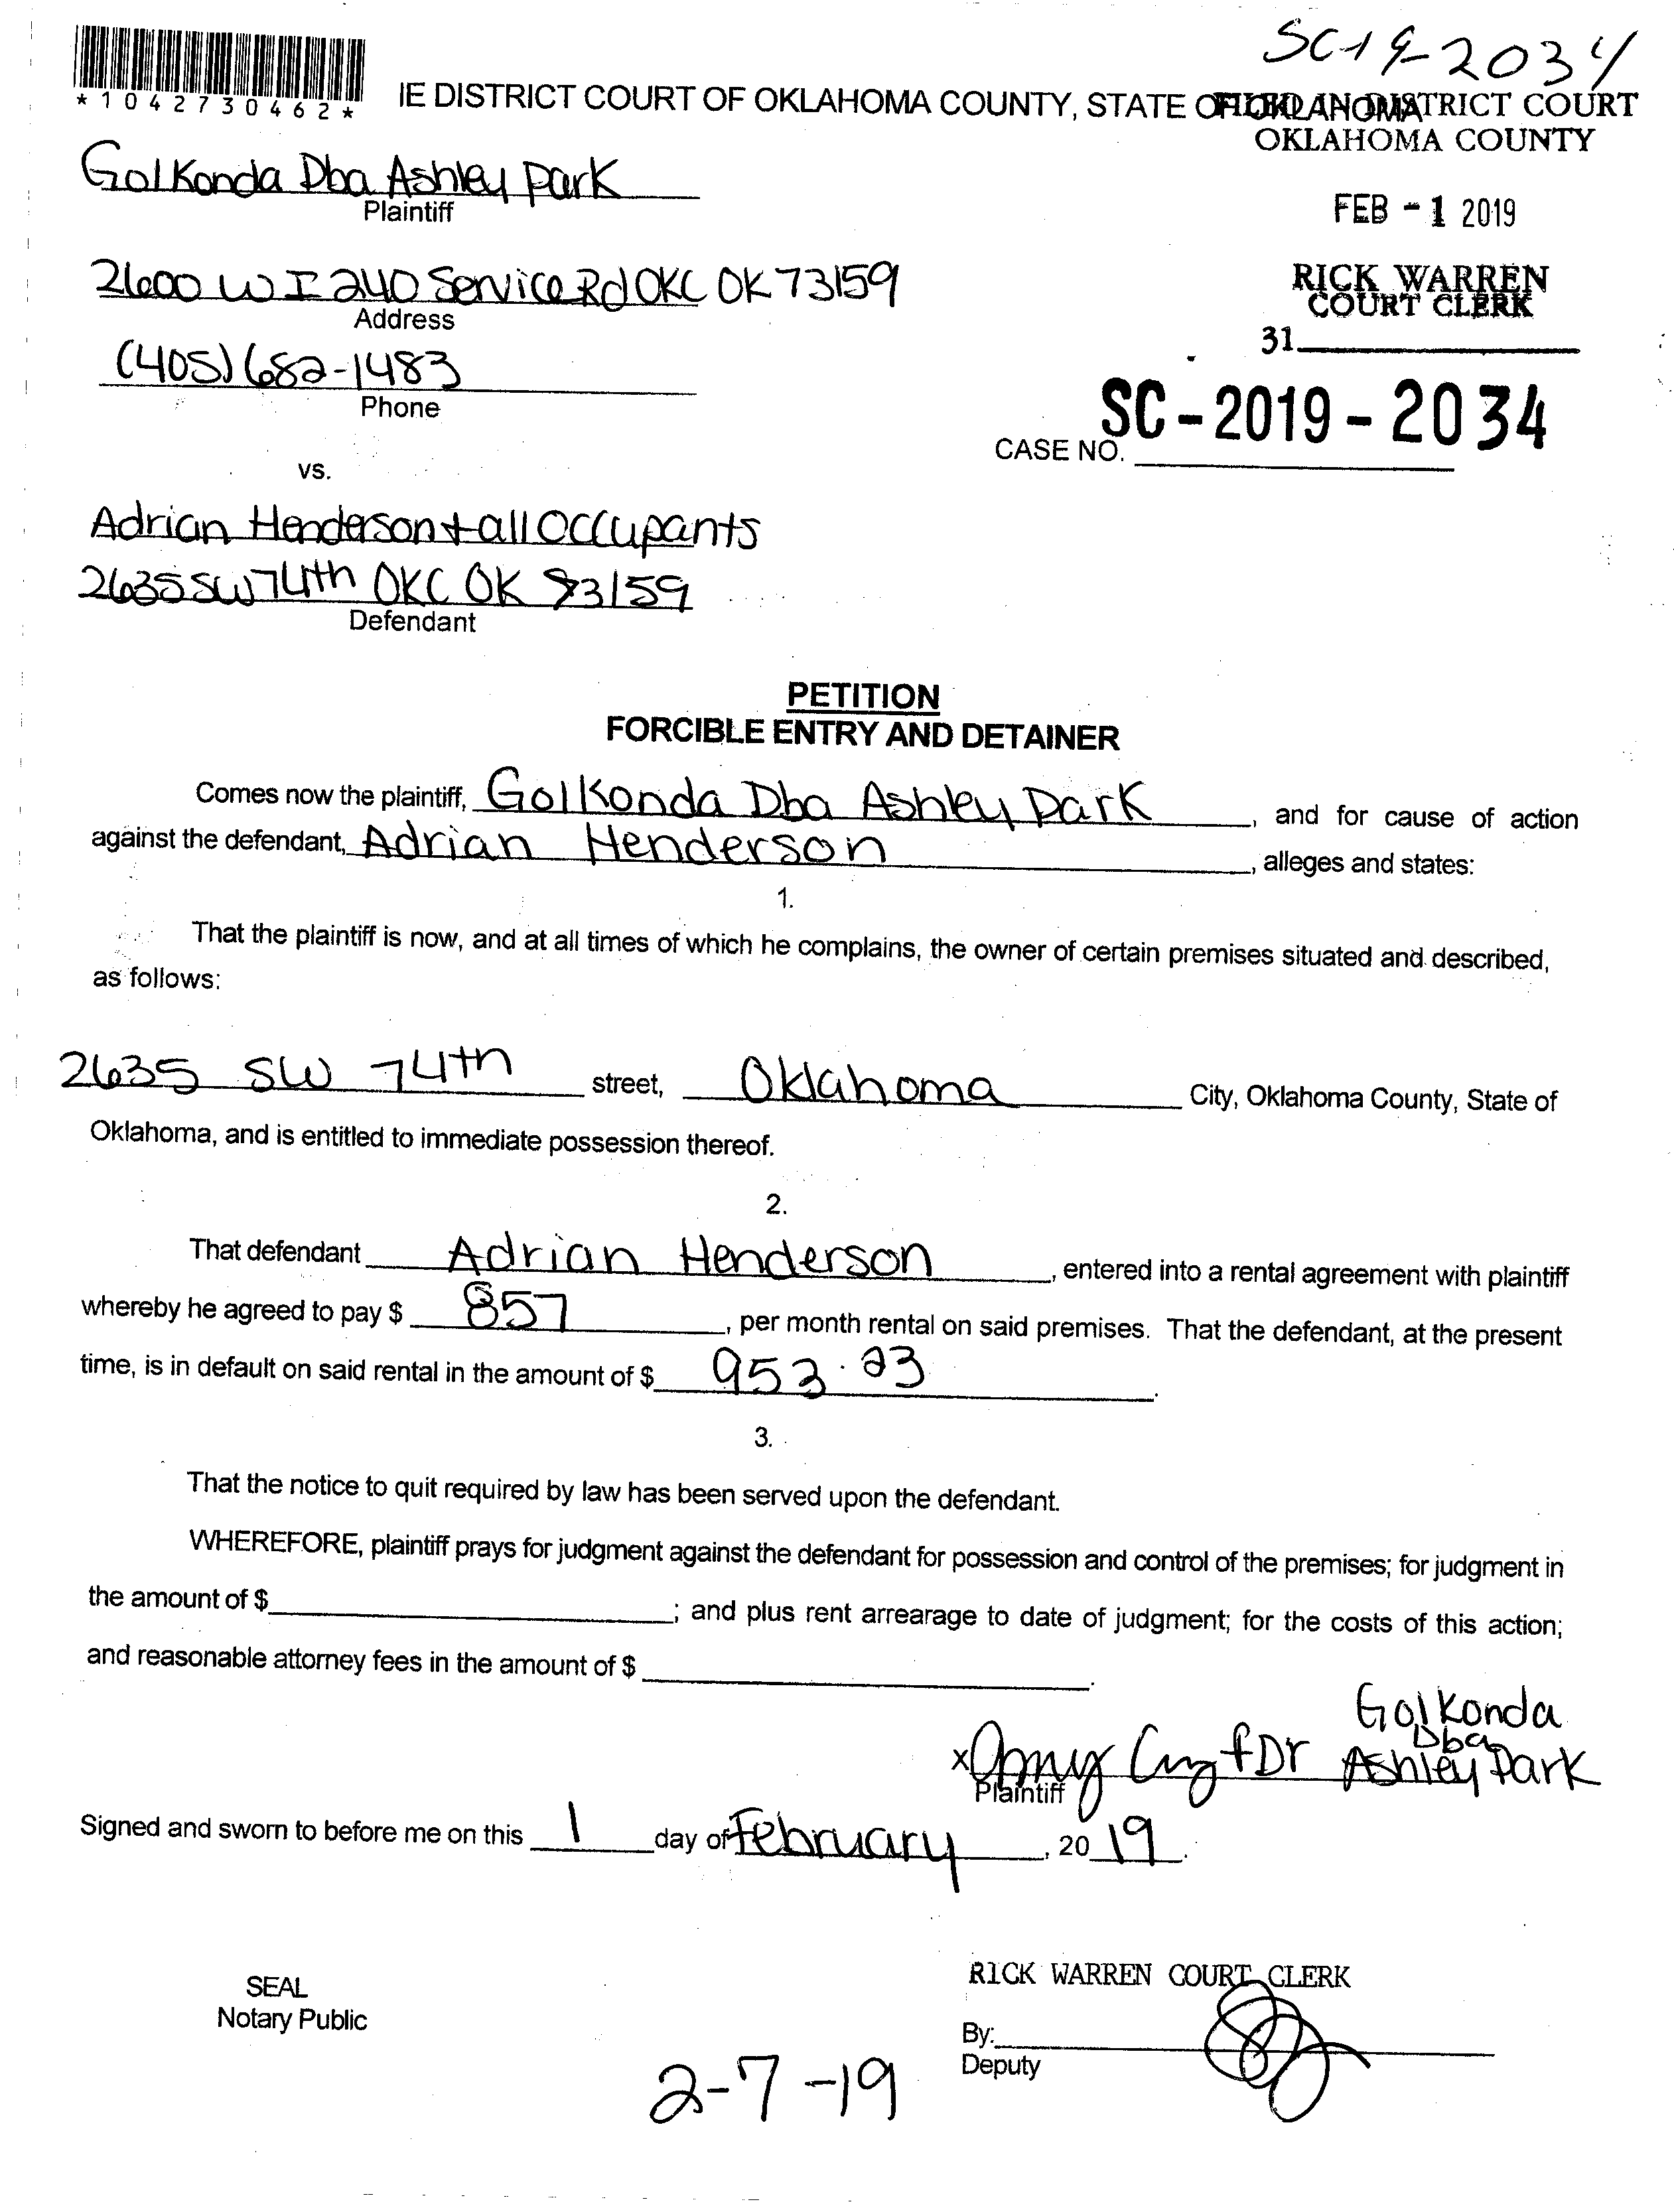 SC-19-2034
*1042730462*
IE DISTRICT COURT OF OKLAHOMA COUNTY, STATE OF OKLAHOMA
FILED IN DISTRICT COURT
OKLAHOMA COUNTY
Golkonda Dba Ashley Park
Plaintiff
FEB - 1 2019
2600 W I 240 Service Rd OKC OK 73159
Address
RICK WARREN
COURT CLERK
31
(405) 682-1483
Phone
CASE NO. SC - 2019 - 2034
vs.
Adrian Henderson + all Occupants
2635 SW 74th OKC OK 73159
Defendant
PETITION
FORCIBLE ENTRY AND DETAINER
Comes now the plaintiff, Golkonda Dba Ashley Park, and for cause of action
against the defendant, Adrian Henderson, alleges and states:
1.
That the plaintiff is now, and at all times of which he complains, the owner of certain premises situated and described,
as follows:
2635 SW 74th street, Oklahoma City, Oklahoma County, State of
Oklahoma, and is entitled to immediate possession thereof.
2.
That defendant Adrian Henderson, entered into a rental agreement with plaintiff
whereby he agreed to pay $ 857, per month rental on said premises. That the defendant, at the present
time, is in default on said rental in the amount of $ 953.23.
3.
That the notice to quit required by law has been served upon the defendant.
WHEREFORE, plaintiff prays for judgment against the defendant for possession and control of the premises; for judgment in
the amount of $ ; and plus rent arrearage to date of judgment; for the costs of this action;
and reasonable attorney fees in the amount of $ .
Golkonda
Dba
x Amy fDr Ashley Park
Plaintiff
Signed and sworn to before me on this 1 day of February, 20 19.
RICK WARREN COURT CLERK
SEAL
Notary Public
By:
Deputy
2-7-19